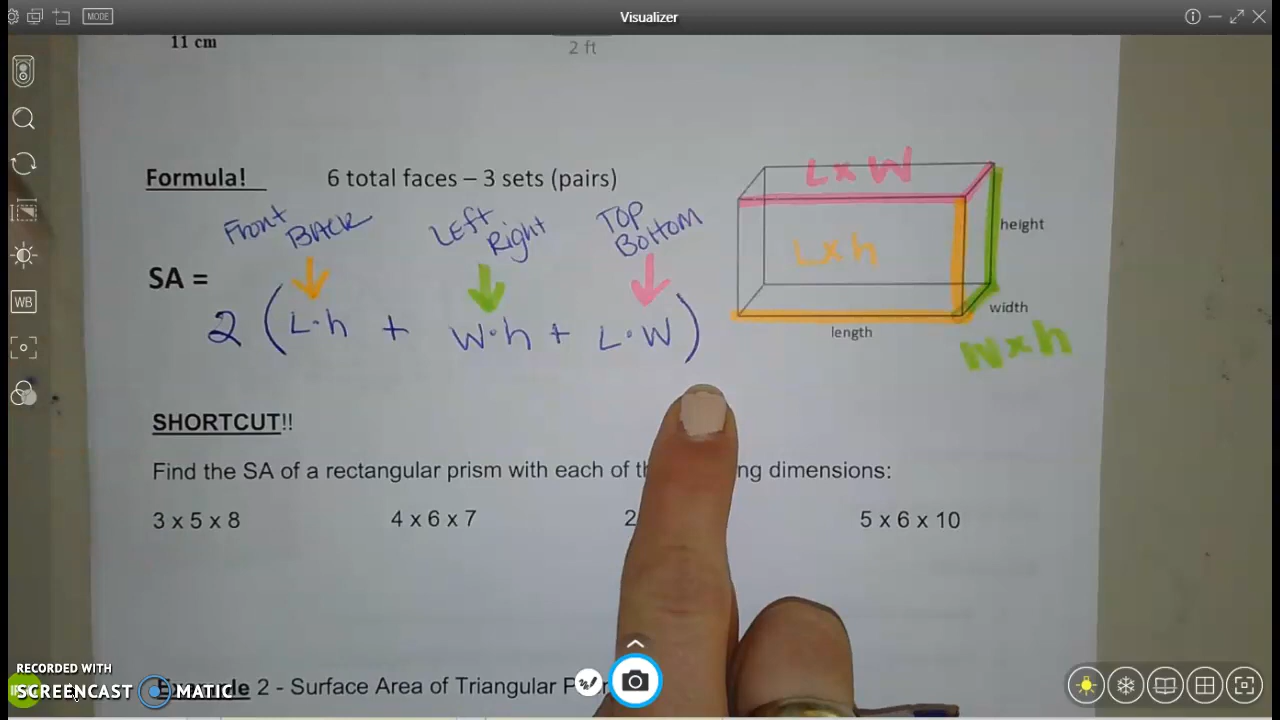 MODE
Visualizer
11 cm
2 ft
Formula! 6 total faces – 3 sets (pairs)
L x W
Front BACK
Left Right
TOP BOTTOM
height
L x h
SA =
2 (L·h + W·h + L·W)
width
length
W x h
WB
SHORTCUT!!
Find the SA of a rectangular prism with each of dimensions:
3 x 5 x 8 4 x 6 x 7 2 5 x 6 x 10
RECORDED WITH
SCREENCAST MATIC
2 - Surface Area of Triangular